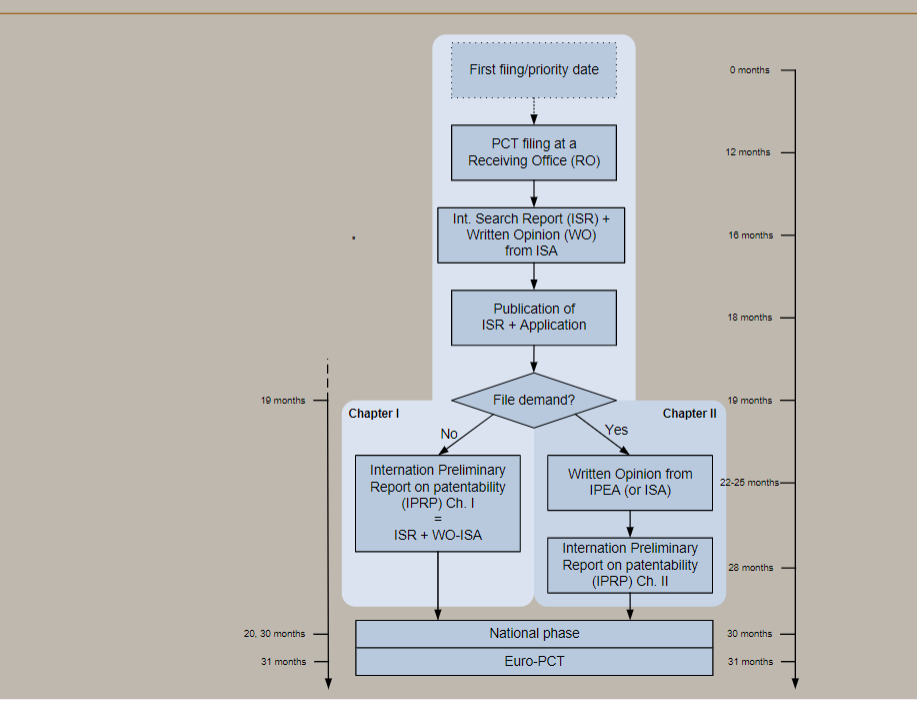 First fiing/priority date
0 months
PCT filing at a
Receiving Office (RO)
12 months
Int. Search Report (ISR) +
Written Opinion (WO)
from ISA
16 months
Publication of
ISR + Application
18 months
19 months
File demand?
19 months
Chapter I
Chapter II
No
Yes
Internation Preliminary
Report on patentability
(IPRP) Ch. I
=
ISR + WO-ISA
Written Opinion from
IPEA (or ISA)
22-25 months
Internation Preliminary
Report on patentability
(IPRP) Ch. II
28 months
20, 30 months
National phase
30 months
31 months
Euro-PCT
31 months